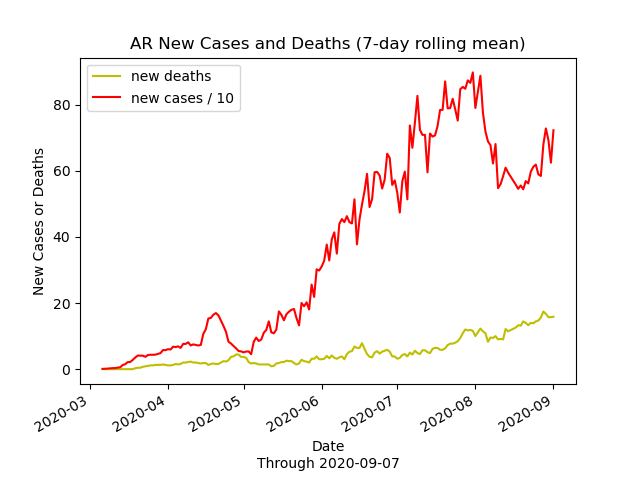 AR New Cases and Deaths (7-day rolling mean)
new deaths
new cases / 10
New Cases or Deaths
80
60
40
20
0
2020-03
2020-04
2020-05
2020-06
2020-07
2020-08
2020-09
Date
Through 2020-09-07